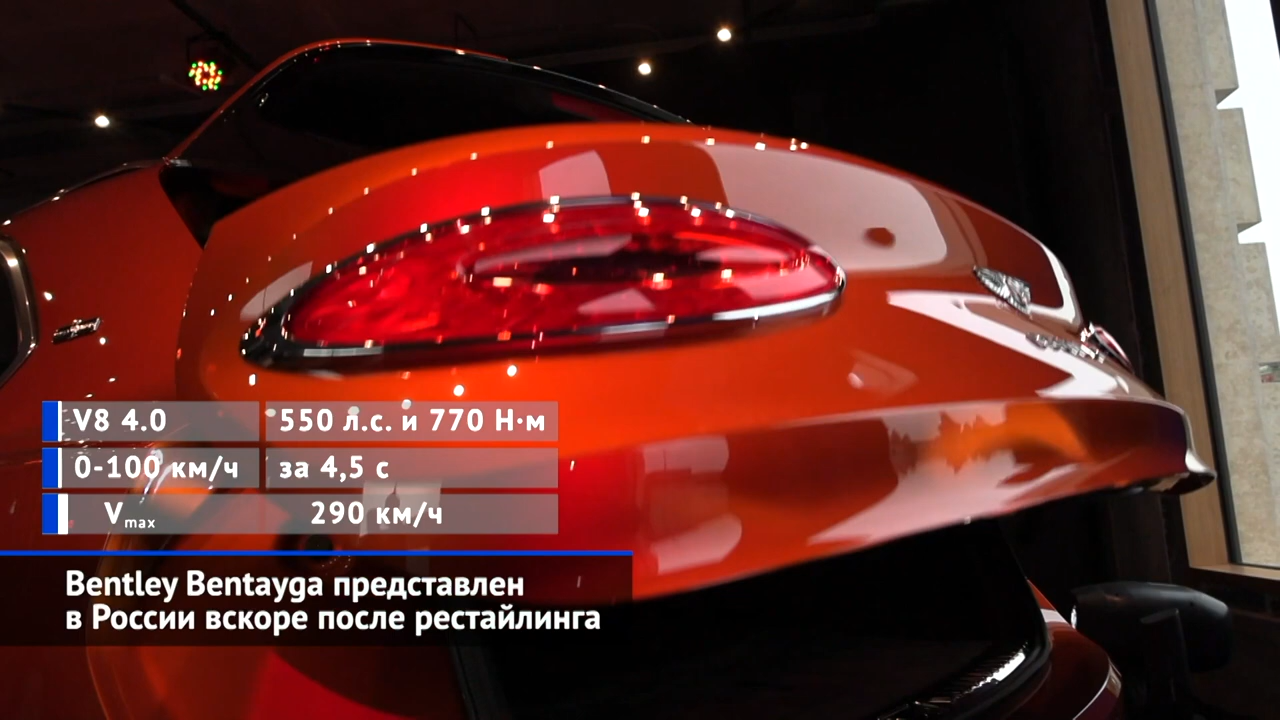 V8 4.0 550 л.с. и 770 Н·м
0-100 км/ч за 4,5 с
Vmax 290 км/ч
Bentley Bentayga представлен
в России вскоре после рестайлинга